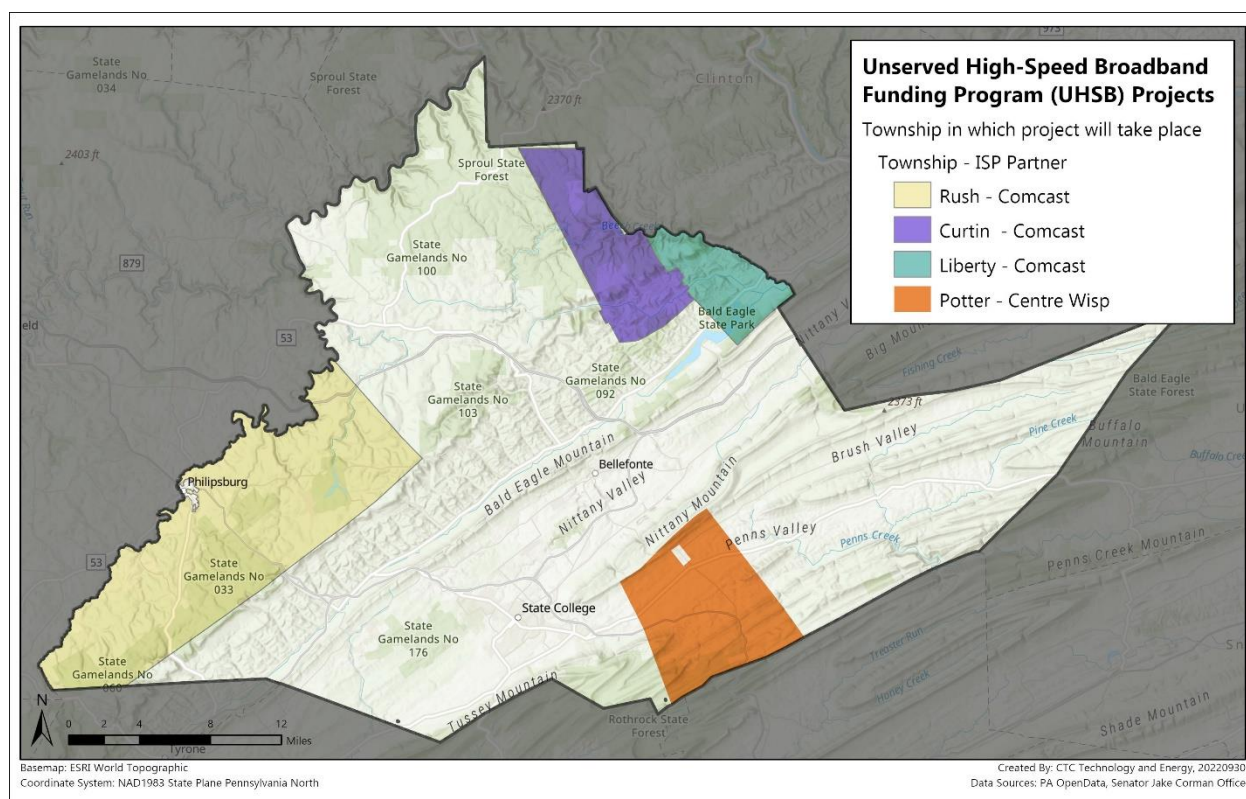 Unserved High-Speed Broadband
Funding Program (UHSB) Projects
Township in which project will take place
Township - ISP Partner
Rush - Comcast
Curtin - Comcast
Liberty - Comcast
Potter - Centre Wisp
973
State
Gamelands No
034
Sproul State
Forest
Clinton
2370 ft
2403 ft
Sproul State
Forest
State
Gamelands No
100
879
53
Bald Eagle
State Park
Nittany
Big
Fishing Creek
2373 ft
Bald Eagle
State Forest
State
Gamelands No
092
State
Gamelands No
103
Bald Eagle Mountain
Bellefonte
Nittany Valley
Nittany Mountain
Brush Valley
Pine Creek
Buffalo
Mountain
Philipsburg
Penns Valley
Penns Creek
Penns Creek Mountain
53
State
Gamelands No
033
State College
State
Gamelands No
176
State
Gamelands No
060
Tussey Mountain
Treaster Run
Honey Creek
Rothrock State
Forest
Shade Mountain
Tyrone
N
0 2 4 8 12
Miles
Basemap: ESRI World Topographic
Coordinate System: NAD1983 State Plane Pennsylvania North
Created By: CTC Technology and Energy, 20220930
Data Sources: PA OpenData, Senator Jake Corman Office